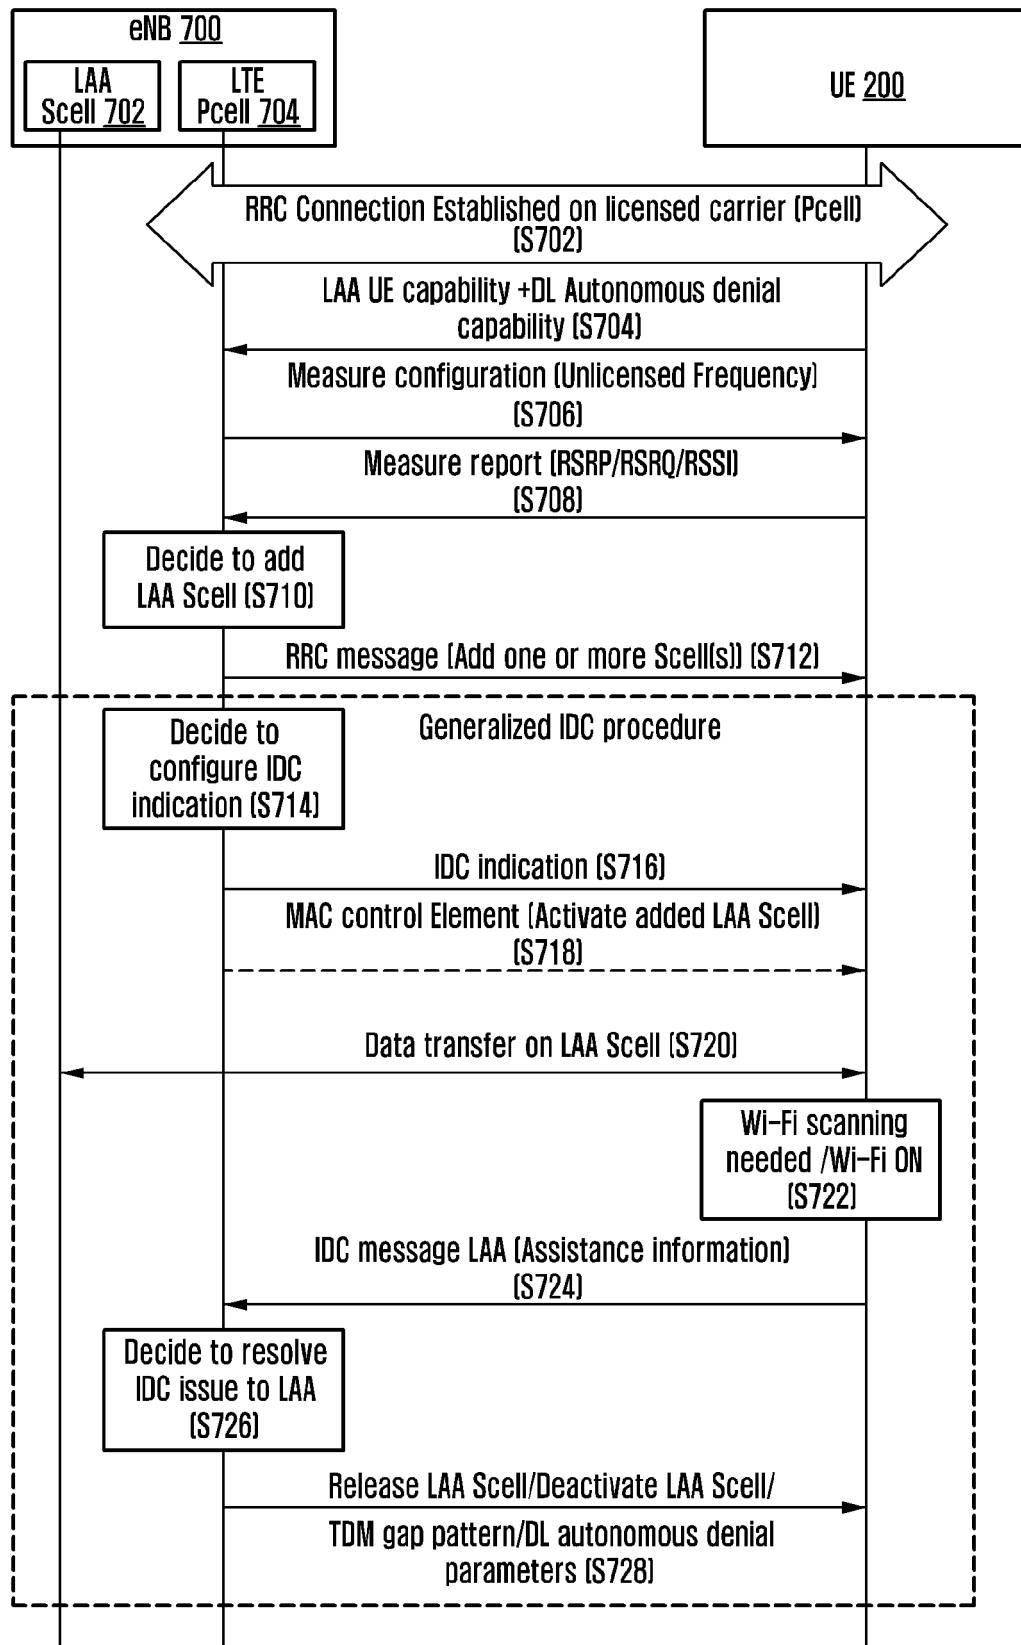 eNB 700
LAA
Scell 702
LTE
Pcell 704
UE 200
RRC Connection Established on licensed carrier (Pcell)
(S702)
LAA UE capability +DL Autonomous denial
capability (S704)
Measure configuration (Unlicensed Frequency)
(S706)
Measure report (RSRP/RSRQ/RSSI)
(S708)
Decide to add
LAA Scell (S710)
RRC message (Add one or more Scell(s)) (S712)
Decide to
configure IDC
indication (S714)
Generalized IDC procedure
IDC indication (S716)
MAC control Element (Activate added LAA Scell)
(S718)
Data transfer on LAA Scell (S720)
Wi-Fi scanning
needed /Wi-Fi ON
(S722)
IDC message LAA (Assistance information)
(S724)
Decide to resolve
IDC issue to LAA
(S726)
Release LAA Scell/Deactivate LAA Scell/
TDM gap pattern/DL autonomous denial
parameters (S728)